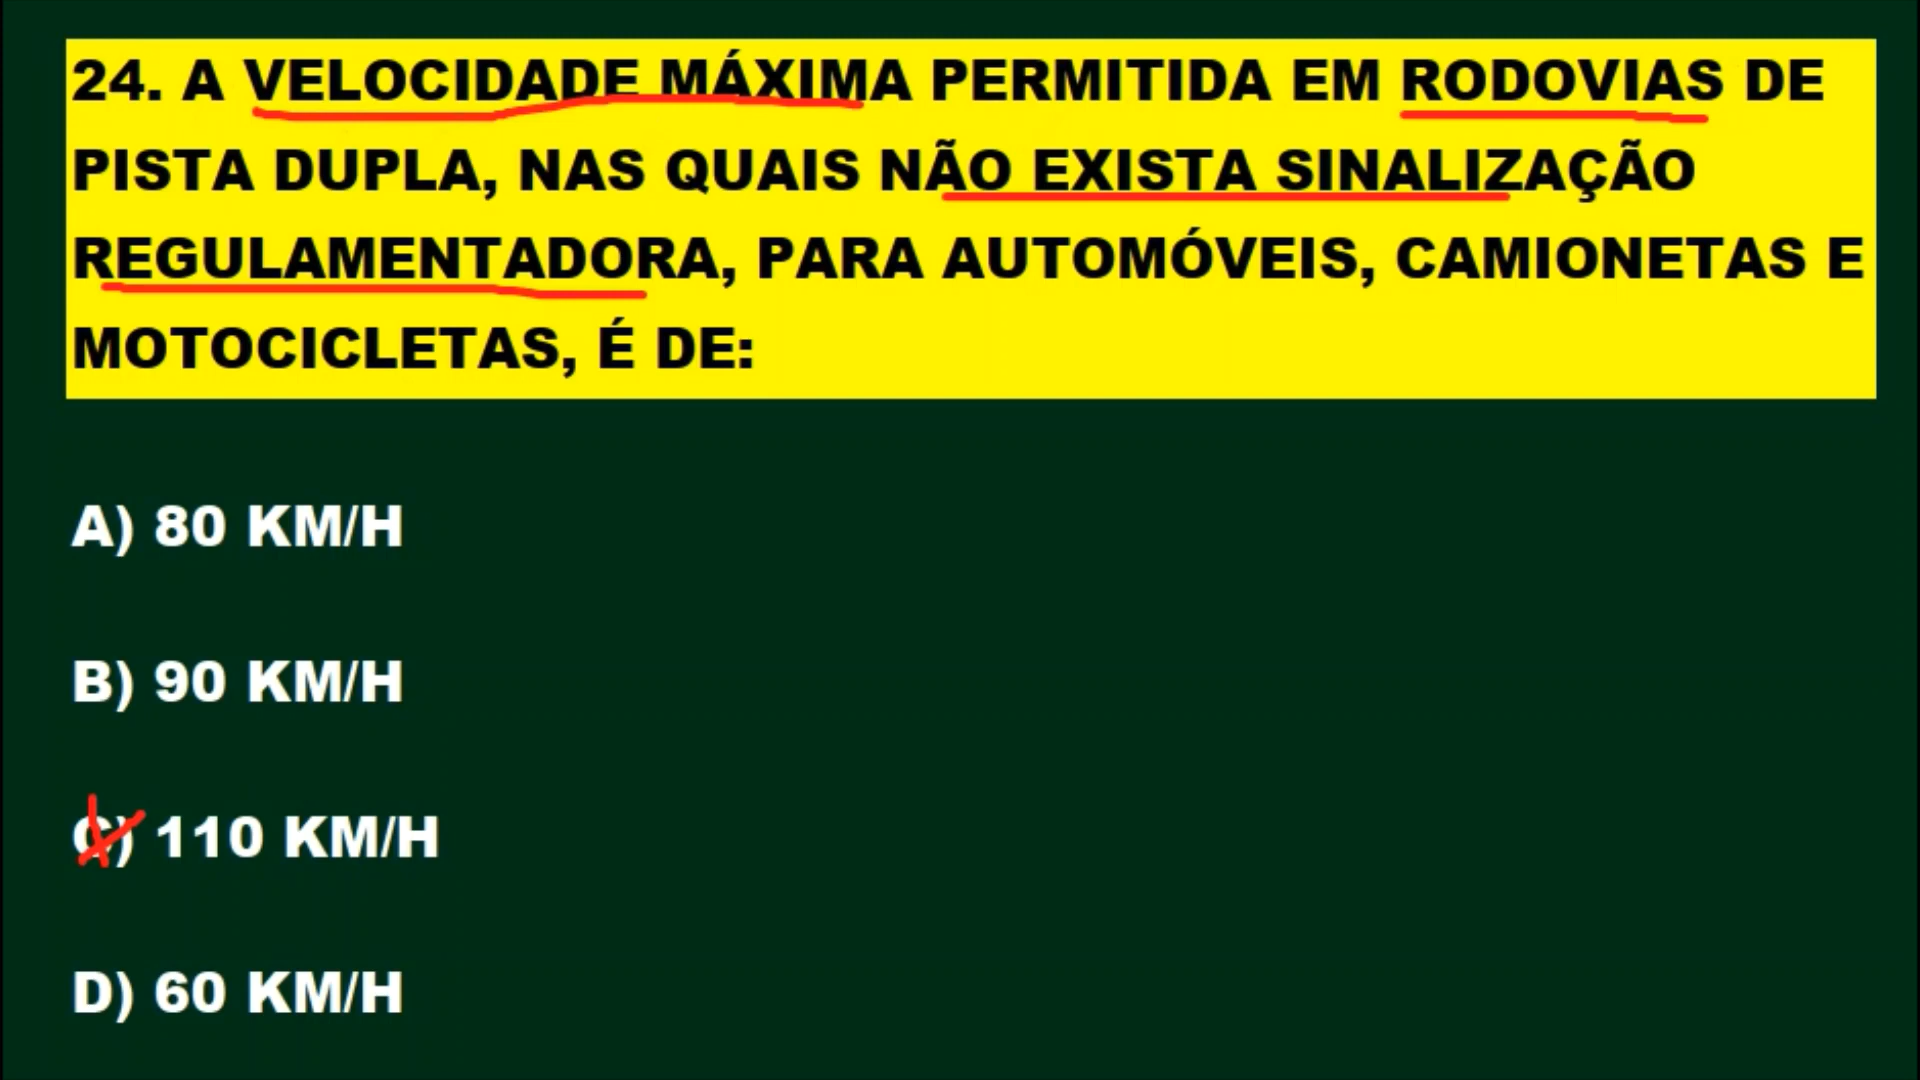 24. A VELOCIDADE MÁXIMA PERMITIDA EM RODOVIAS DE
PISTA DUPLA, NAS QUAIS NÃO EXISTA SINALIZAÇÃO
REGULAMENTADORA, PARA AUTOMÓVEIS, CAMIONETAS E
MOTOCICLETAS, É DE:
A) 80 KM/H
B) 90 KM/H
C) 110 KM/H
D) 60 KM/H